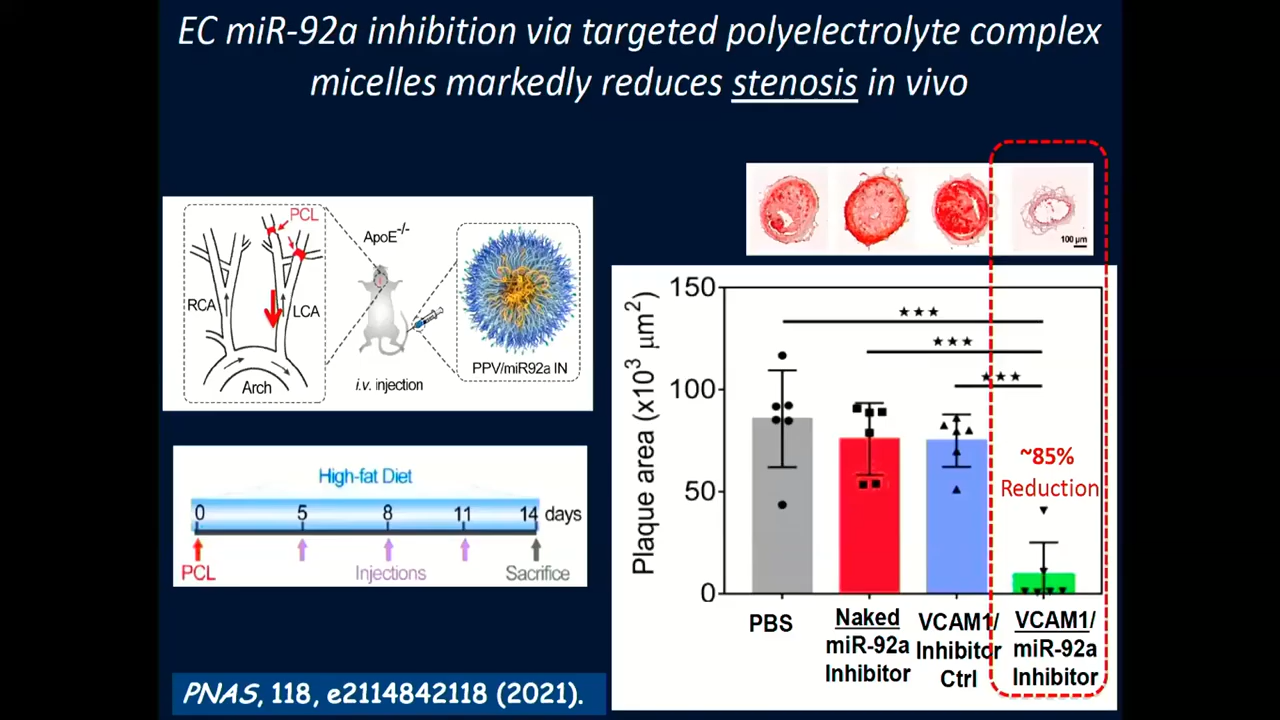 EC miR-92a inhibition via targeted polyelectrolyte complex
micelles markedly reduces stenosis in vivo
PCL
RCA
LCA
Arch
ApoE-/-
i.v. injection
PPV/miR92a IN
High-fat Diet
0 5 8 11 14 days
PCL Injections Sacrifice
PNAS, 118, e2114842118 (2021).
100 µm
Plaque area (x10³ µm²)
150
100
50
0
★★★
★★★
★★★
~85%
Reduction
PBS
Naked
miR-92a
Inhibitor
VCAM1/
Inhibitor
Ctrl
VCAM1/
miR-92a
Inhibitor